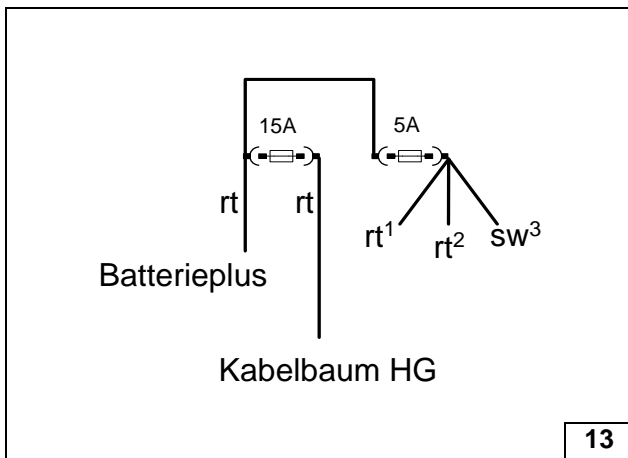 15A 5A
rt rt
rt¹ rt² sw³
Batterieplus
Kabelbaum HG
13